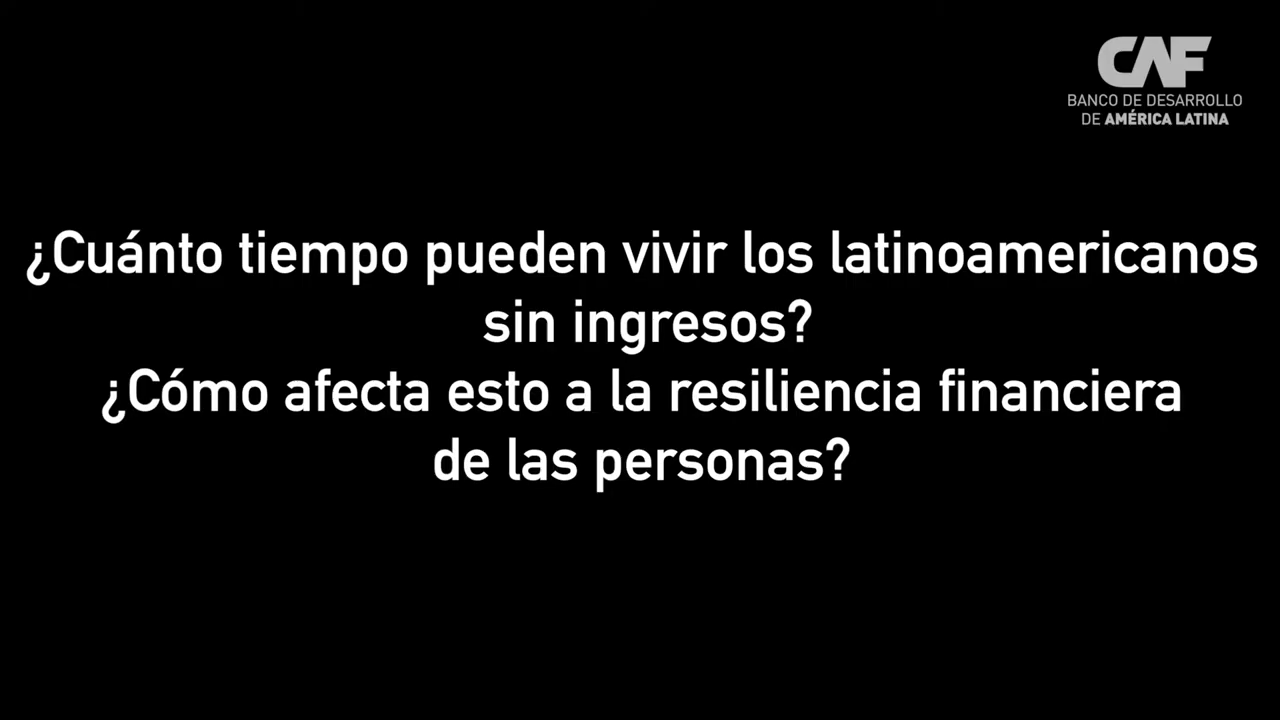 CAF
BANCO DE DESARROLLO
DE AMÉRICA LATINA
¿Cuánto tiempo pueden vivir los latinoamericanos
sin ingresos?
¿Cómo afecta esto a la resiliencia financiera
de las personas?